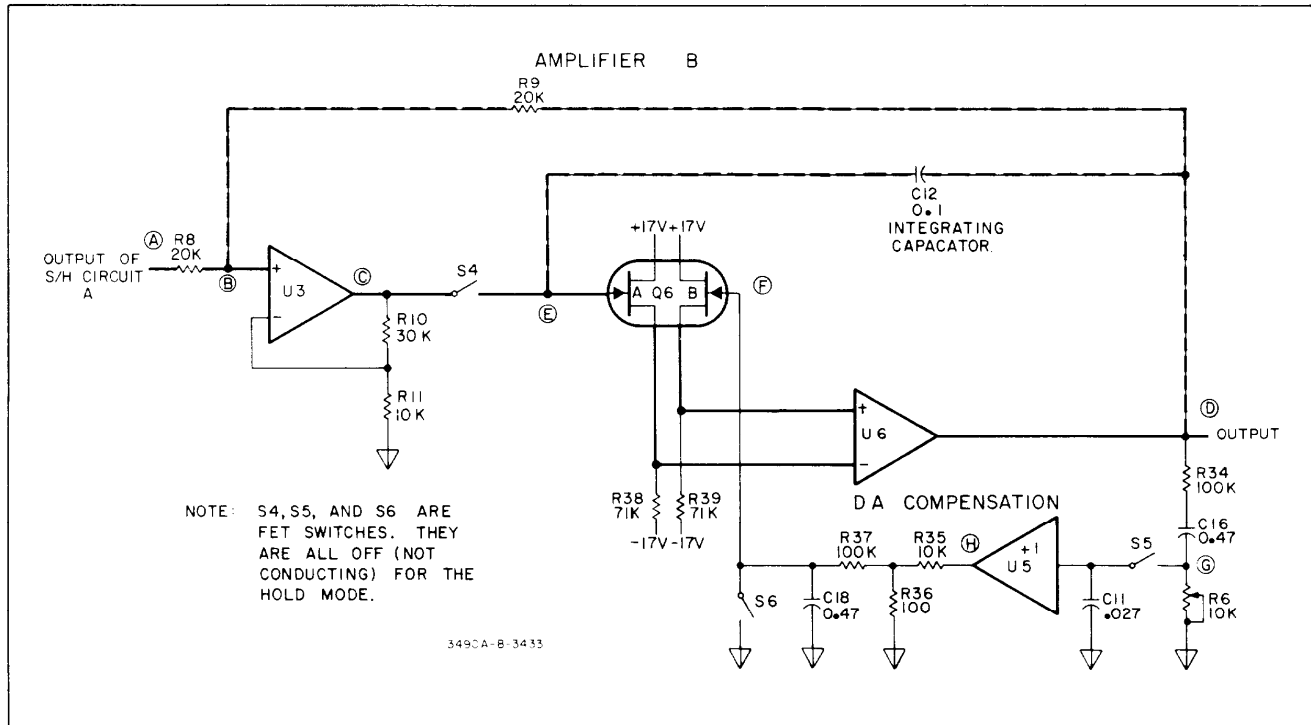 AMPLIFIER B
R9
20K
C12
0.1
INTEGRATING
CAPACATOR.
+17V +17V
A R8
20K
OUTPUT OF
S/H CIRCUIT
A
B
+
U3
-
C
S4
E
A Q6 B
F
R10
30K
R11
10K
+
U6
-
D
OUTPUT
R38
71K
R39
71K
-17V -17V
DA COMPENSATION
R34
100K
C16
0.47
NOTE: S4, S5, AND S6 ARE
FET SWITCHES. THEY
ARE ALL OFF (NOT
CONDUCTING) FOR THE
HOLD MODE.
S6
C18
0.47
R37
100K
R35
10K
R36
100
H
+1
U5
C11
.027
S5
G
R6
10K
3490A-B-3433